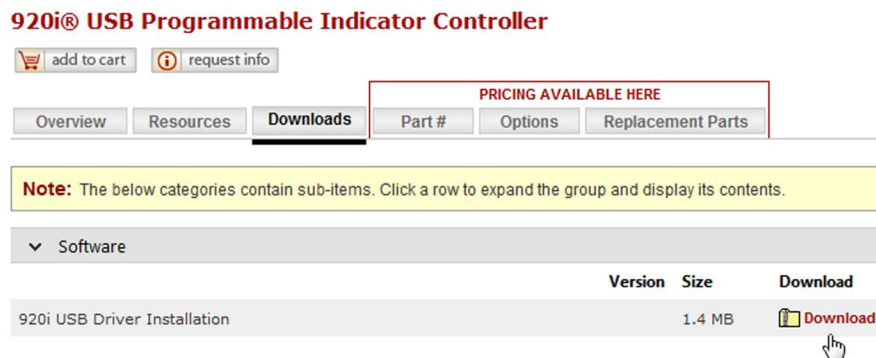 920i® USB Programmable Indicator Controller
add to cart request info
PRICING AVAILABLE HERE
Overview Resources Downloads Part # Options Replacement Parts
Note: The below categories contain sub-items. Click a row to expand the group and display its contents.
Software
Version Size Download
920i USB Driver Installation 1.4 MB Download